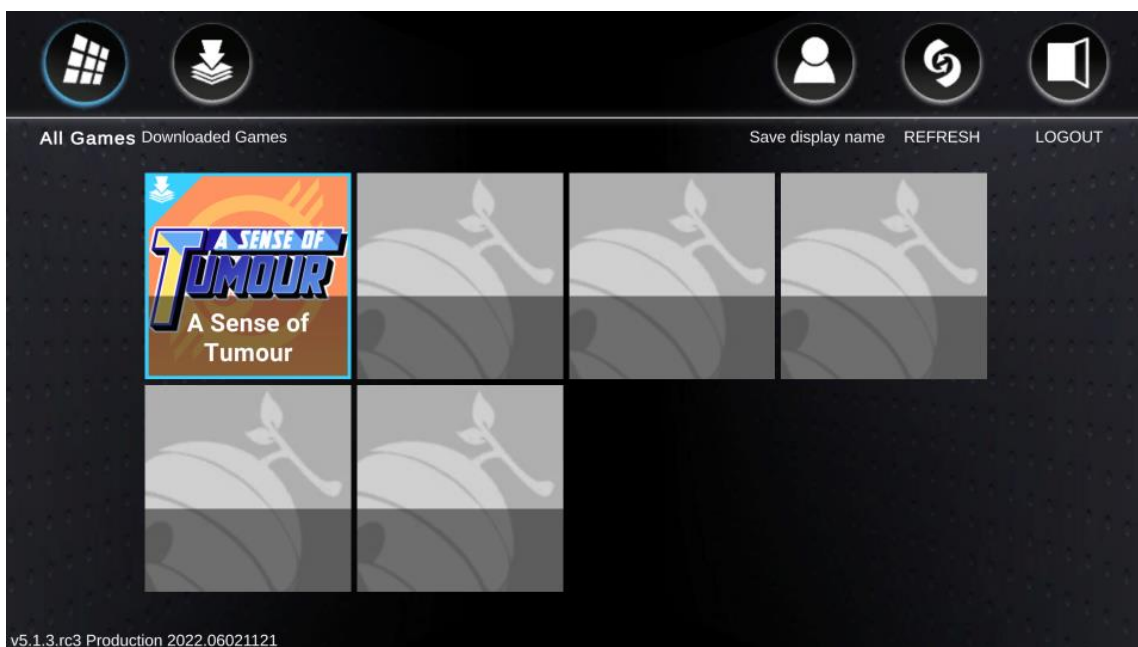 All Games Downloaded Games Save display name REFRESH LOGOUT
A SENSE OF
TUMOUR
A Sense of
Tumour
v5.1.3.rc3 Production 2022.06021121